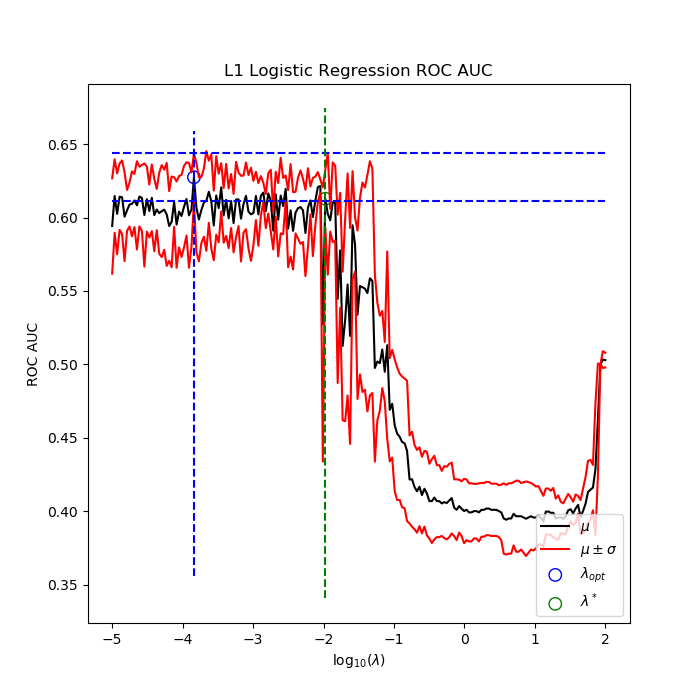 L1 Logistic Regression ROC AUC
ROC AUC
0.65
0.60
0.55
0.50
0.45
0.40
0.35
−5 −4 −3 −2 −1 0 1 2
log₁₀(λ)
μ
μ ± σ
λₒₚₜ
λ*